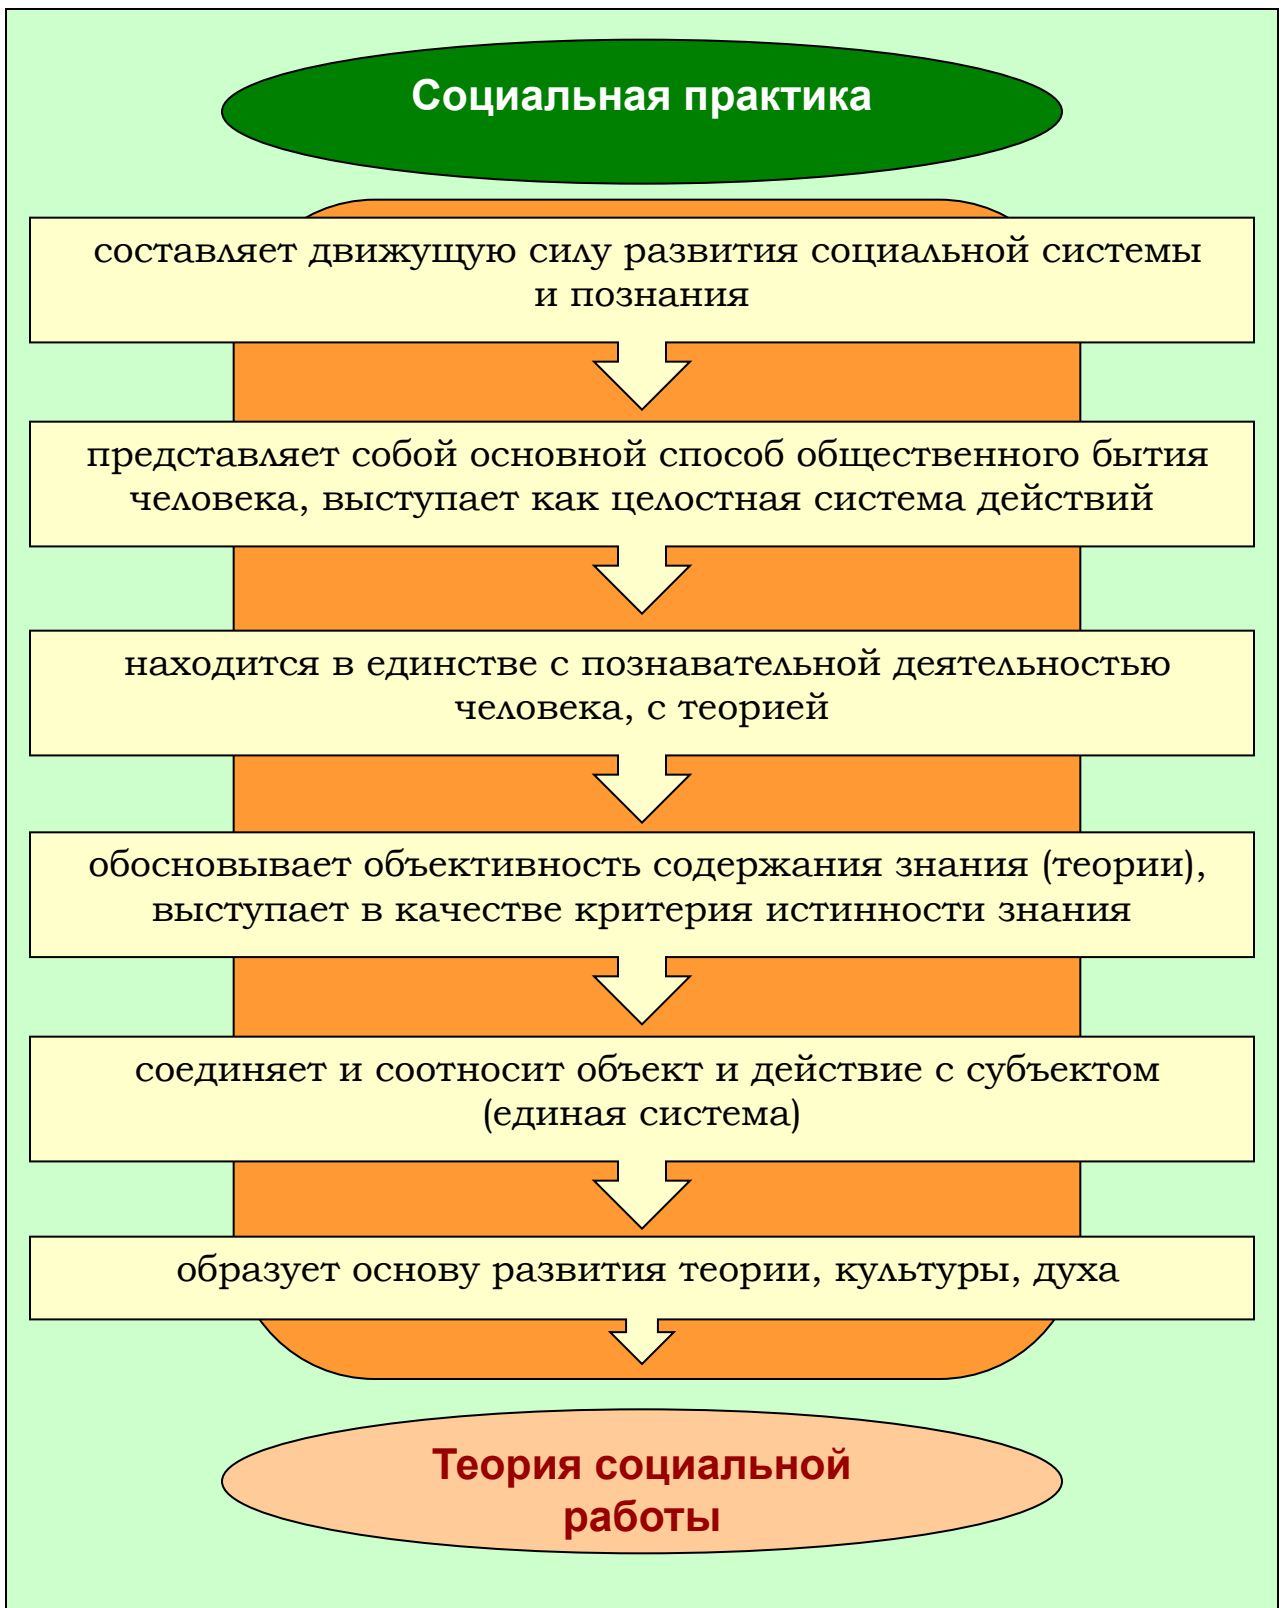 Социальная практика
составляет движущую силу развития социальной системы
и познания
представляет собой основной способ общественного бытия
человека, выступает как целостная система действий
находится в единстве с познавательной деятельностью
человека, с теорией
обосновывает объективность содержания знания (теории),
выступает в качестве критерия истинности знания
соединяет и соотносит объект и действие с субъектом
(единая система)
образует основу развития теории, культуры, духа
Теория социальной
работы